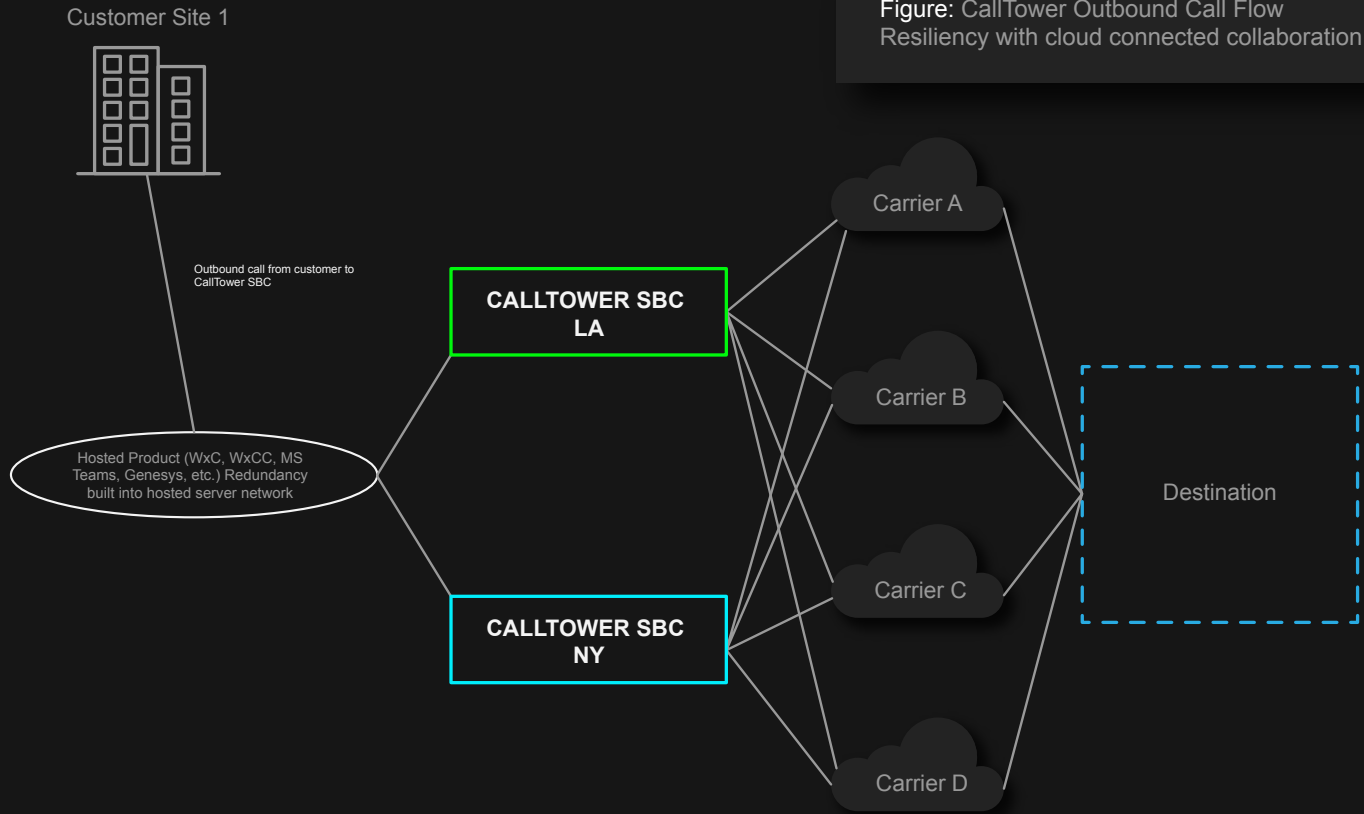 Customer Site 1
Figure: CallTower Outbound Call Flow
Resiliency with cloud connected collaboration
Outbound call from customer to
CallTower SBC
Hosted Product (WxC, WxCC, MS
Teams, Genesys, etc.) Redundancy
built into hosted server network
CALLTOWER SBC
LA
CALLTOWER SBC
NY
Carrier A
Carrier B
Carrier C
Carrier D
Destination